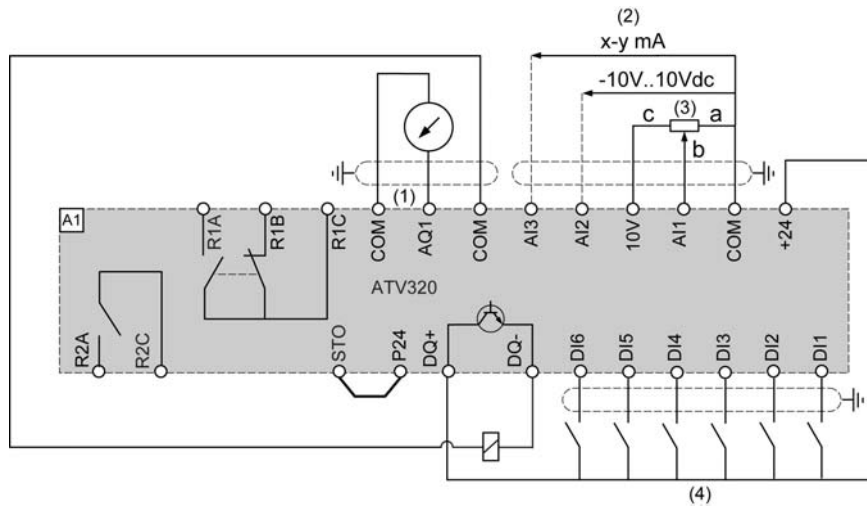 (2)
x-y mA
-10V..10Vdc
c (3) a
b
(1)
A1
R1A R1B R1C COM AQ1 COM AI3 AI2 10V AI1 COM +24
ATV320
R2A R2C STO P24 DQ+ DQ- DI6 DI5 DI4 DI3 DI2 DI1
(4)